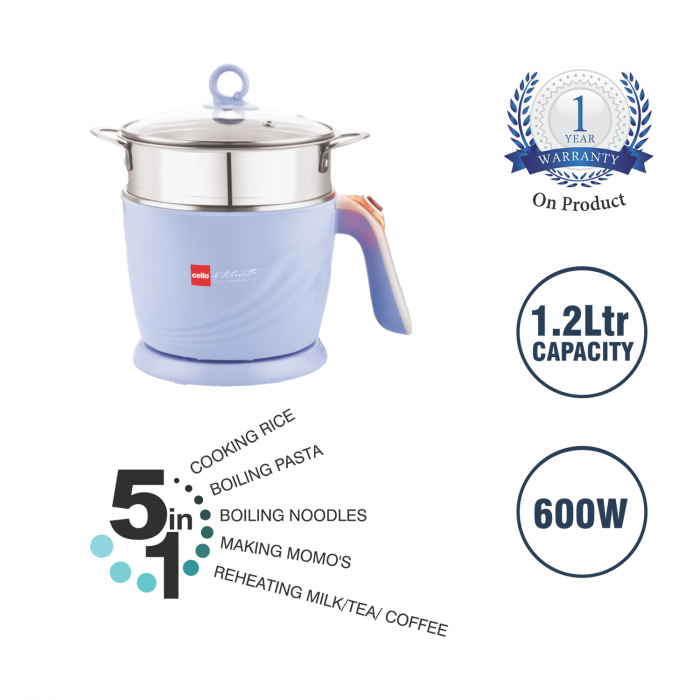 1
YEAR
WARRANTY
On Product
cello
1.2Ltr
CAPACITY
600W
5 in 1
COOKING RICE
BOILING PASTA
BOILING NOODLES
MAKING MOMO'S
REHEATING MILK/TEA/ COFFEE